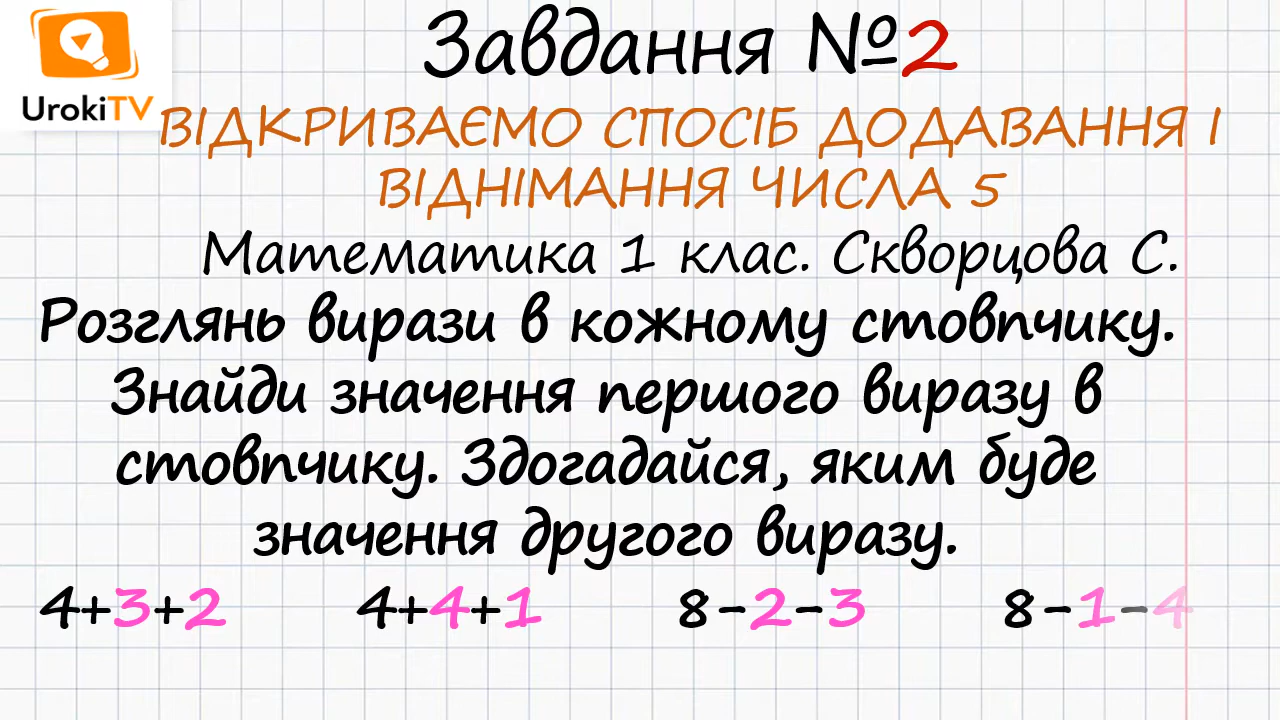 Завдання №2
UrokiTV
ВІДКРИВАЄМО СПОСІБ ДОДАВАННЯ І
ВІДНІМАННЯ ЧИСЛА 5
Математика 1 клас. Скворцова С.
Розглянь вирази в кожному стовпчику.
Знайди значення першого виразу в
стовпчику. Здогадайся, яким буде
значення другого виразу.
4+3+2 4+4+1 8-2-3 8-1-4